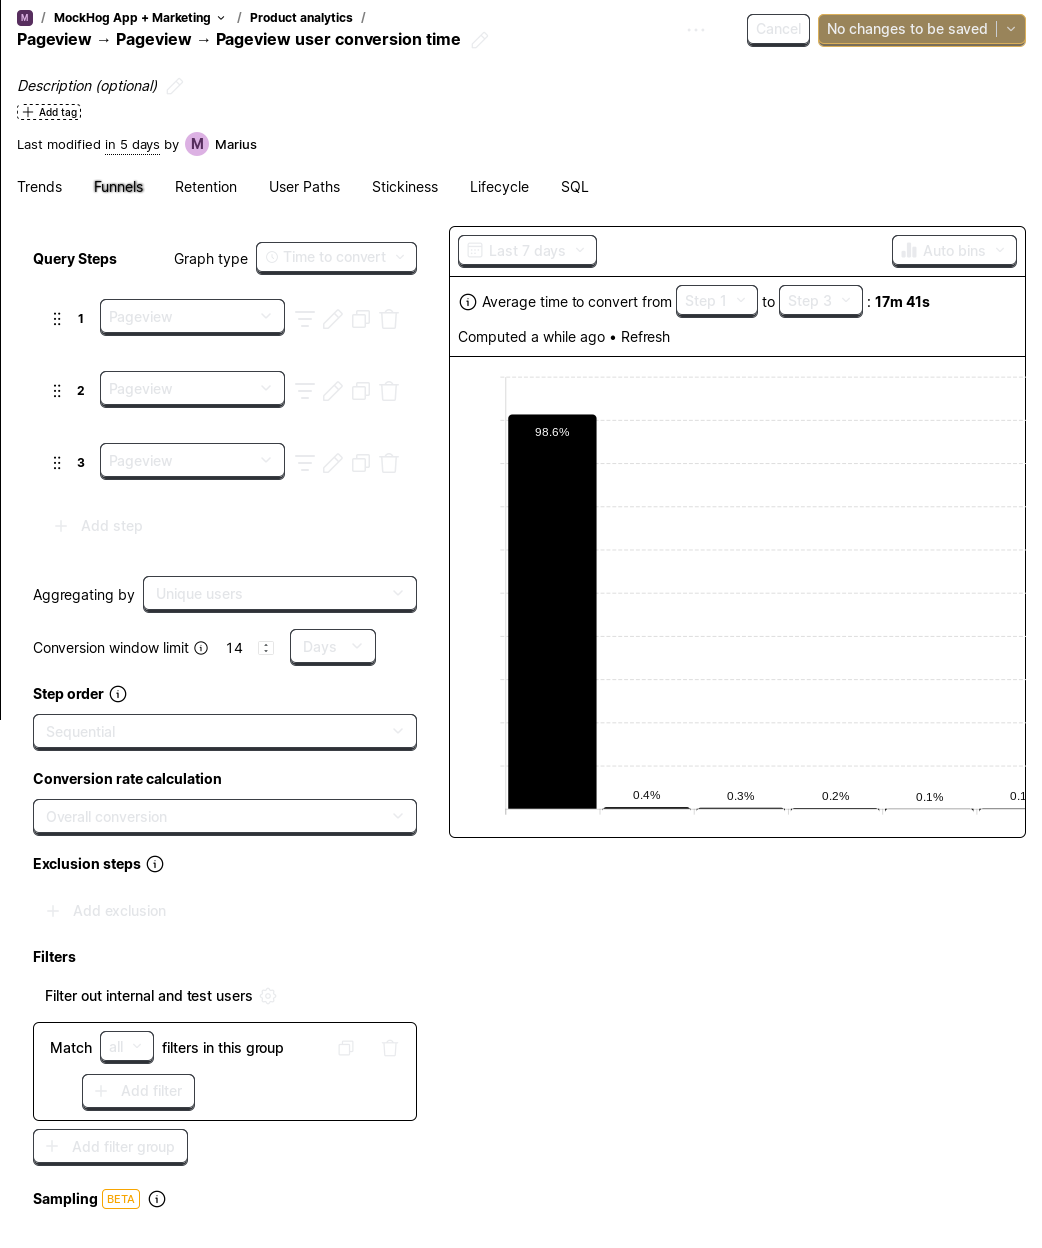 M / MockHog App + Marketing / Product analytics /
Pageview → Pageview → Pageview user conversion time
Cancel
No changes to be saved
Description (optional)
Add tag
Last modified in 5 days by M Marius
Trends Funnels Retention User Paths Stickiness Lifecycle SQL
Query Steps Graph type Time to convert
1 Pageview
2 Pageview
3 Pageview
+ Add step
Aggregating by Unique users
Conversion window limit 14 Days
Step order
Sequential
Conversion rate calculation
Overall conversion
Exclusion steps
+ Add exclusion
Filters
Filter out internal and test users
Match all filters in this group
+ Add filter
+ Add filter group
Sampling BETA
Last 7 days Auto bins
Average time to convert from Step 1 to Step 3 : 17m 41s
Computed a while ago • Refresh
98.6%
0.4% 0.3% 0.2% 0.1% 0.1